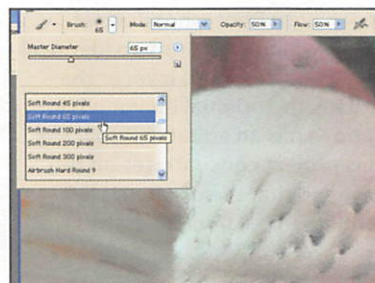 Brush: 65 Mode: Normal Opacity: 50% Flow: 50%
Master Diameter 65 px
Soft Round 45 pixels
Soft Round 65 pixels
Soft Round 100 pixels
Soft Round 65 pixels
Soft Round 200 pixels
Soft Round 300 pixels
Airbrush Hard Round 9